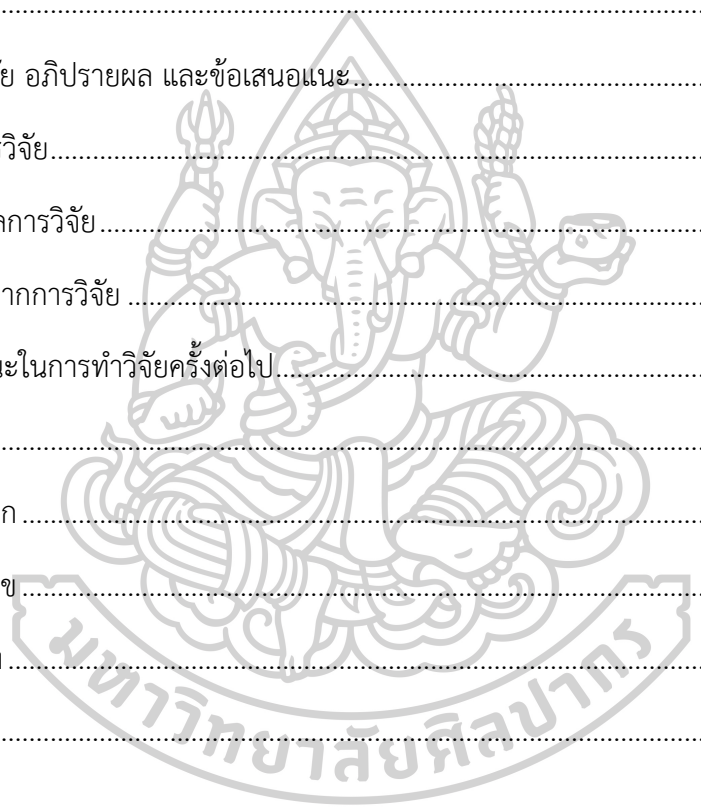 ....................................................................................................
ัย อภิปรายผล และข้อเสนอแนะ..................................................
รวิจัย................................................................................................
ลการวิจัย........................................................................................
ากการวิจัย ....................................................................................
นะในการทำวิจัยครั้งต่อไป.............................................................
....................................................................................................
ก ....................................................................................................
ข ....................................................................................................
....................................................................................................
....................................................................................................
มหาวิทยาลัยศิลปากร